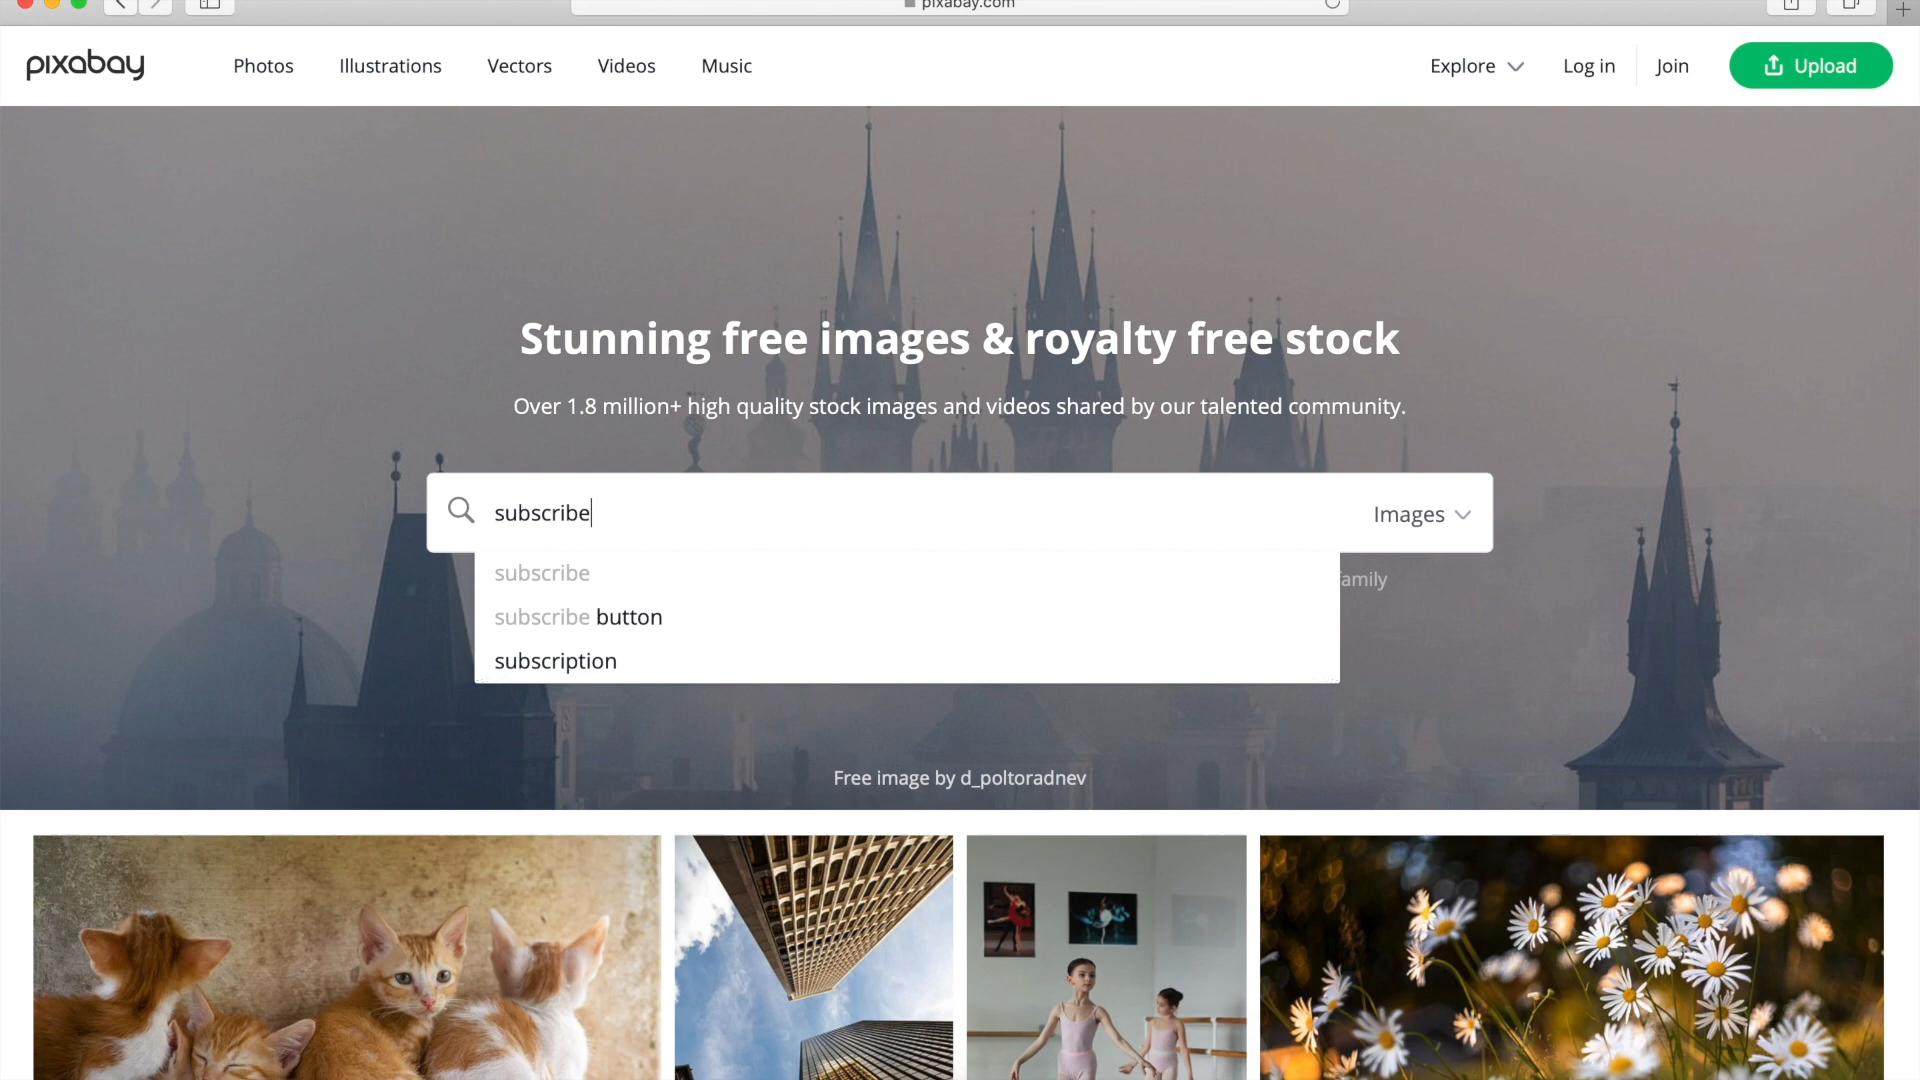 pixabay.com
pixabay
Photos
Illustrations
Vectors
Videos
Music
Explore
Log in
Join
Upload
Stunning free images & royalty free stock
Over 1.8 million+ high quality stock images and videos shared by our talented community.
subscribe
Images
subscribe
family
subscribe button
subscription
Free image by d_poltoradnev